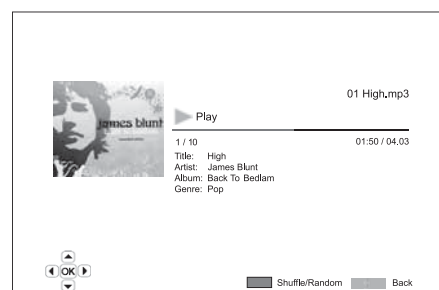 01 High.mp3
james blunt
Play
1 / 10
01:50 / 04.03
Title: High
Artist: James Blunt
Album: Back To Bedlam
Genre: Pop
OK
Shuffle/Random
Back